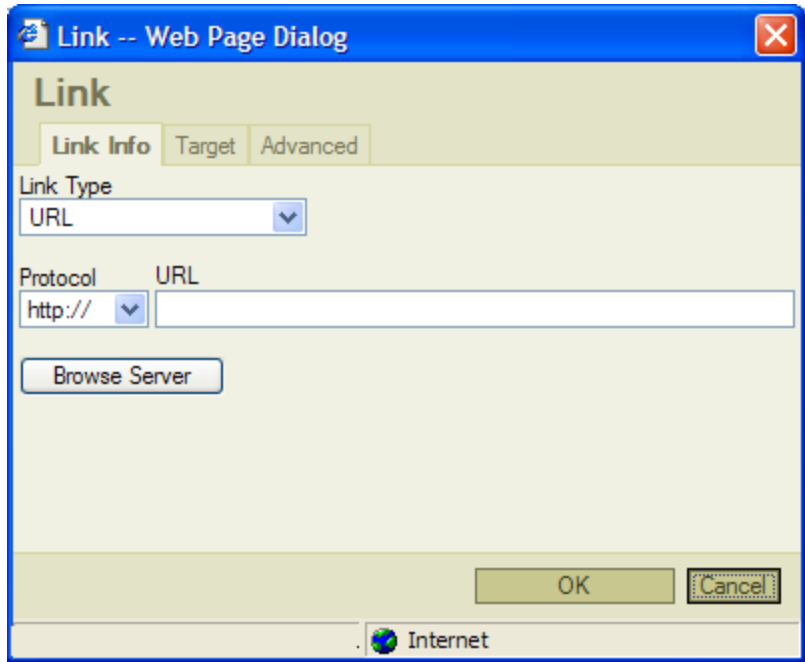 Link -- Web Page Dialog
Link
Link Info Target Advanced
Link Type
URL
Protocol URL
http://
Browse Server
OK Cancel
. Internet